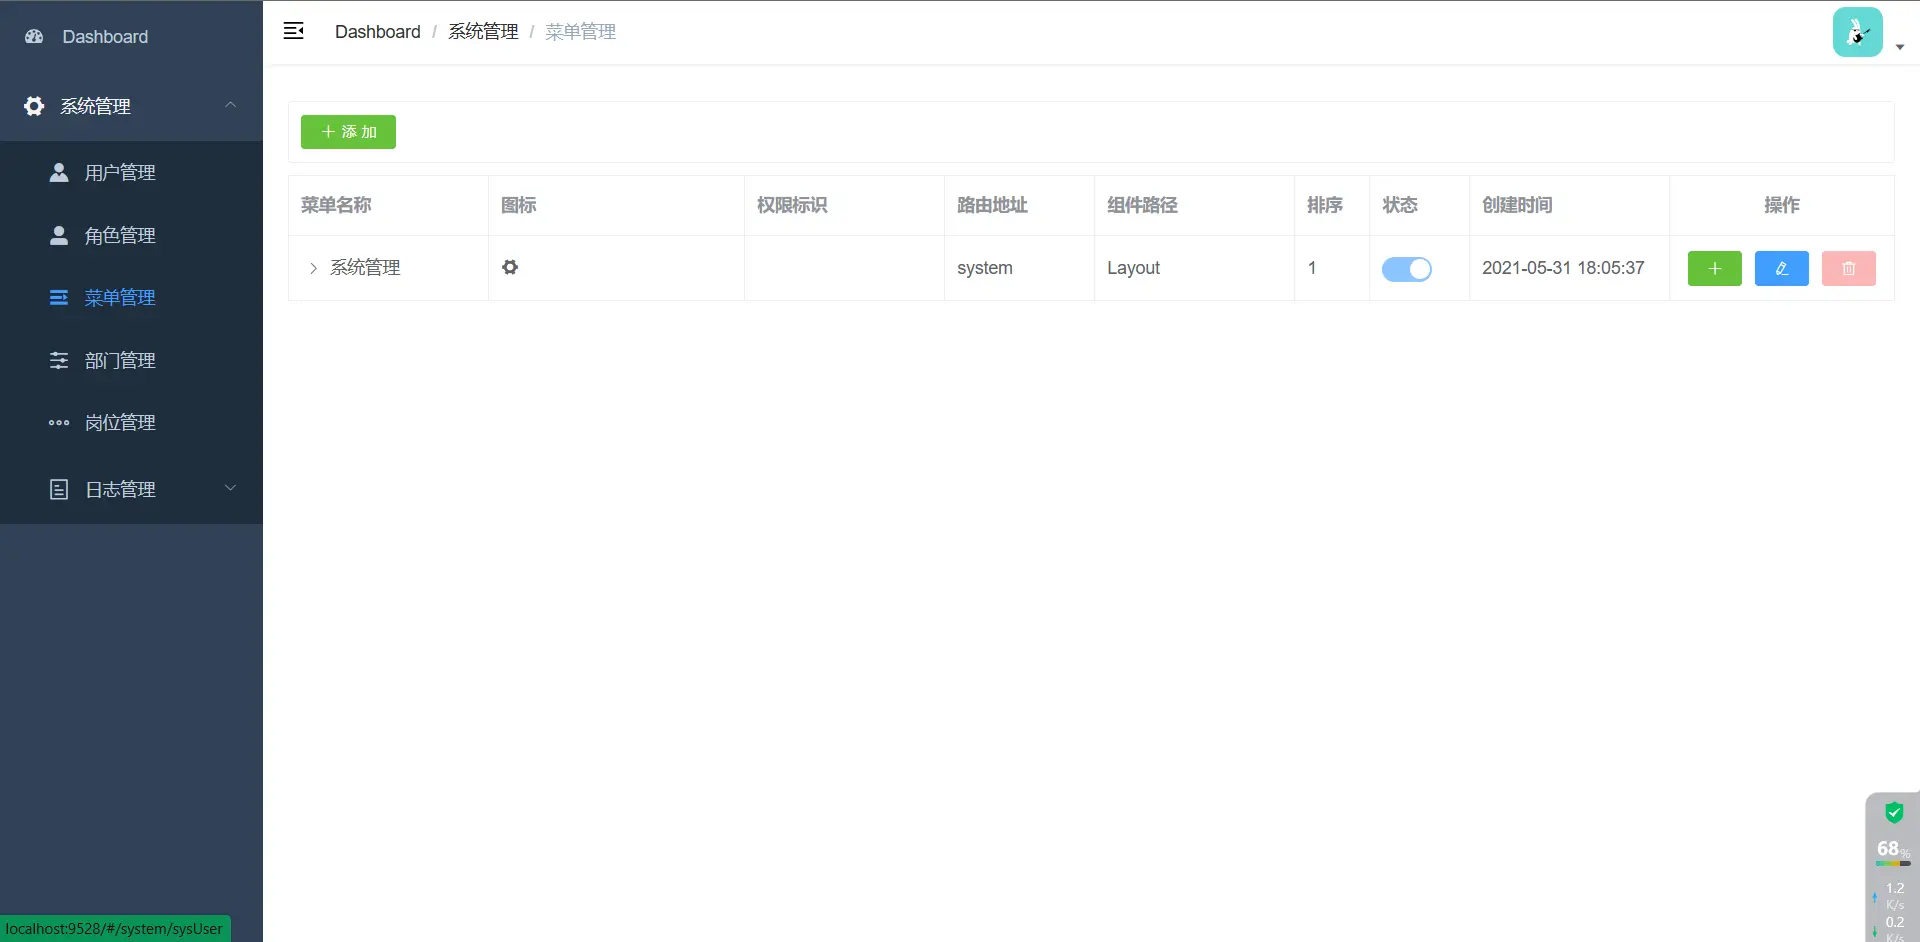 Dashboard
系统管理
用户管理
角色管理
菜单管理
部门管理
岗位管理
日志管理
localhost:9528/#/system/sysUser
Dashboard / 系统管理 / 菜单管理
添加
菜单名称 图标 权限标识 路由地址 组件路径 排序 状态 创建时间 操作
系统管理 system Layout 1 2021-05-31 18:05:37
68%
1.2
K/s
0.2
K/s